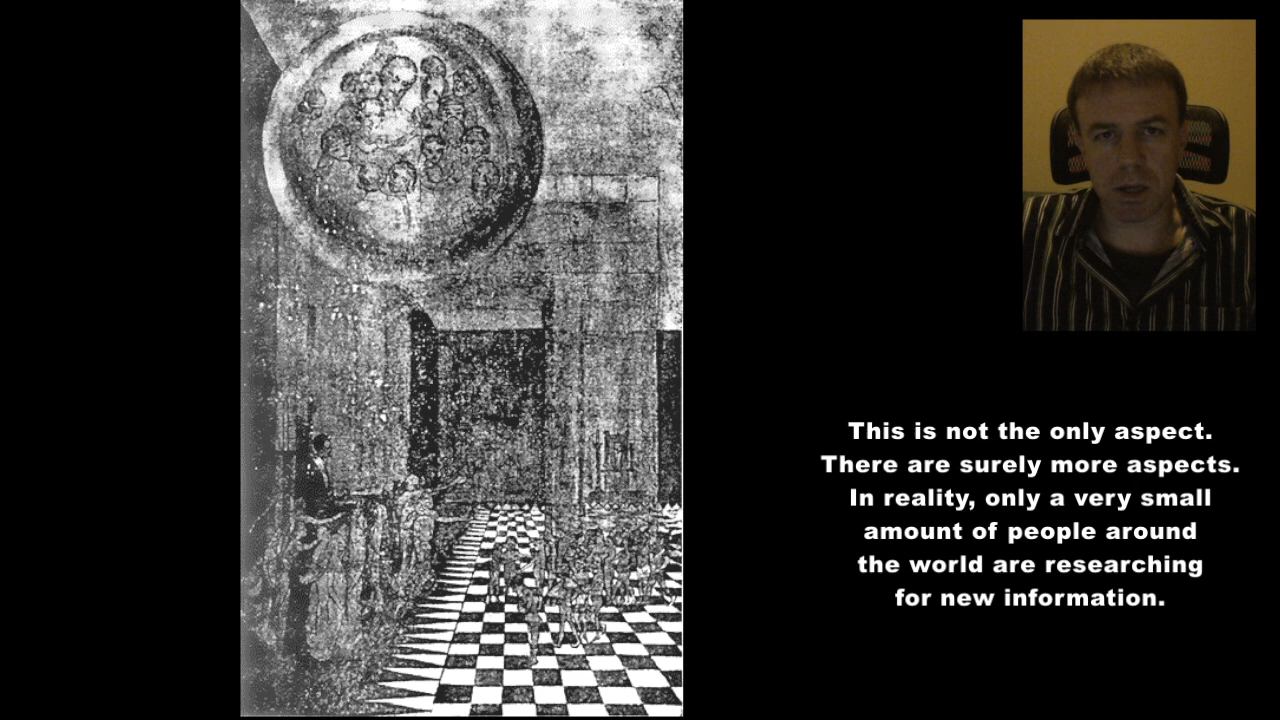 This is not the only aspect.
There are surely more aspects.
In reality, only a very small
amount of people around
the world are researching
for new information.